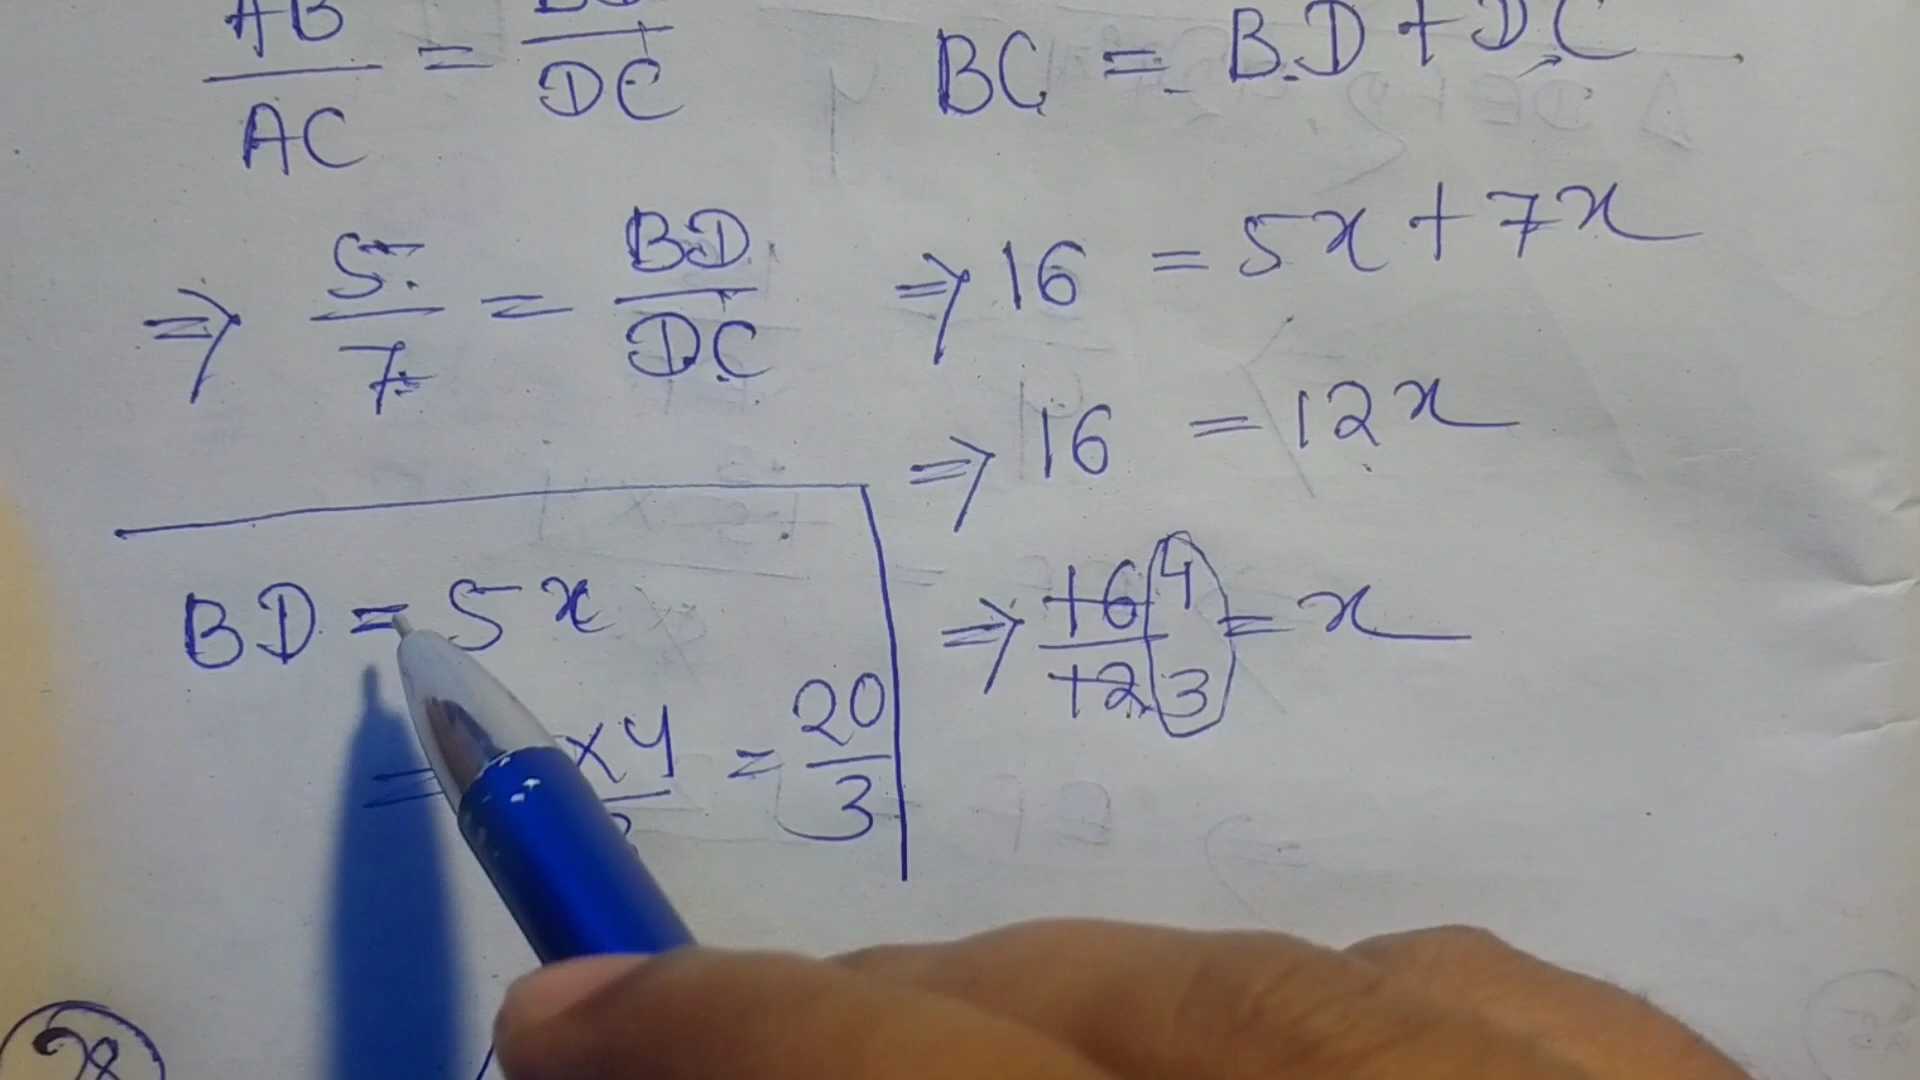 AB/AC = BD/DC
BC = BD + DC
⇒ 5/7 = BD/DC
⇒ 16 = 5x + 7x
⇒ 16 = 12x
⇒ 16/12 4/3 = x
BD = 5x
= x4 = 20/3
28